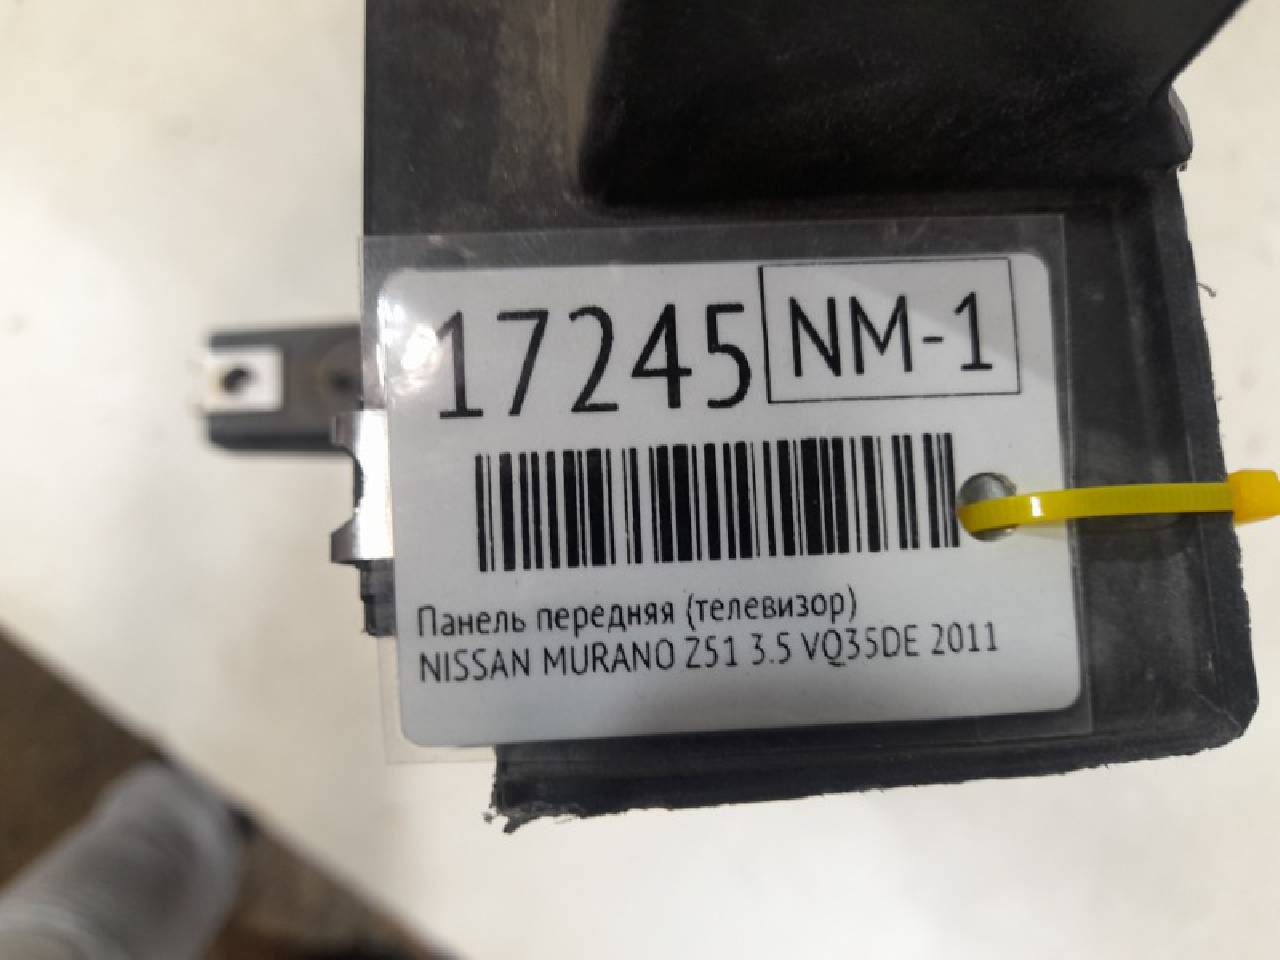 17245 NM-1
Панель передняя (телевизор)
NISSAN MURANO Z51 3.5 VQ35DE 2011